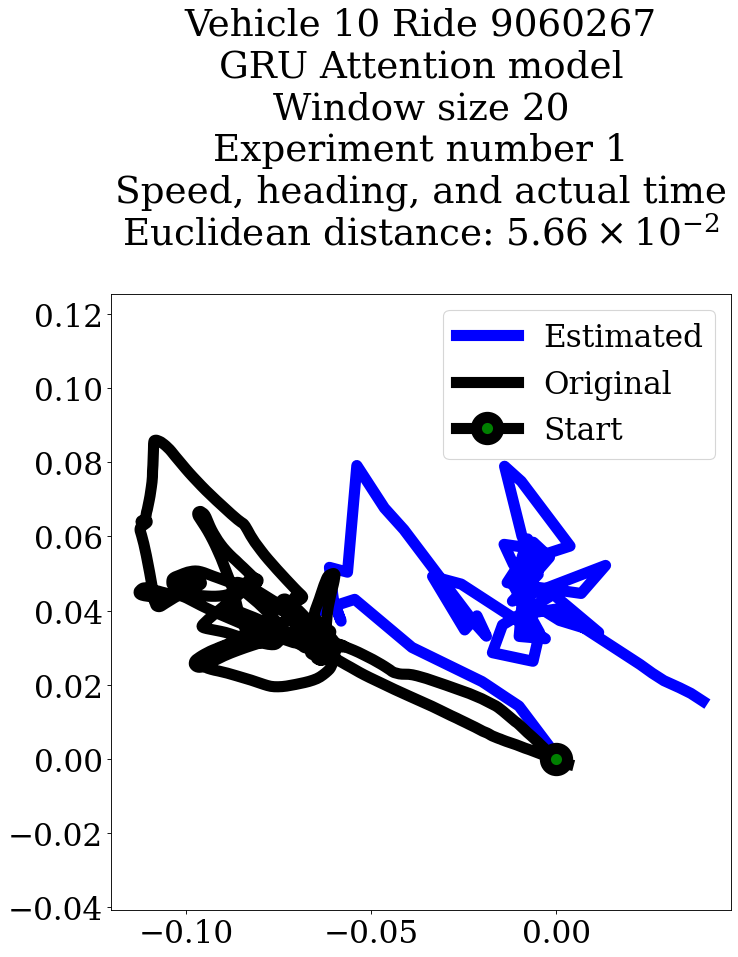 Vehicle 10 Ride 9060267
GRU Attention model
Window size 20
Experiment number 1
Speed, heading, and actual time
Euclidean distance: 5.66 × 10⁻²
Estimated
Original
Start
0.12
0.10
0.08
0.06
0.04
0.02
0.00
−0.02
−0.04
−0.10
−0.05
0.00